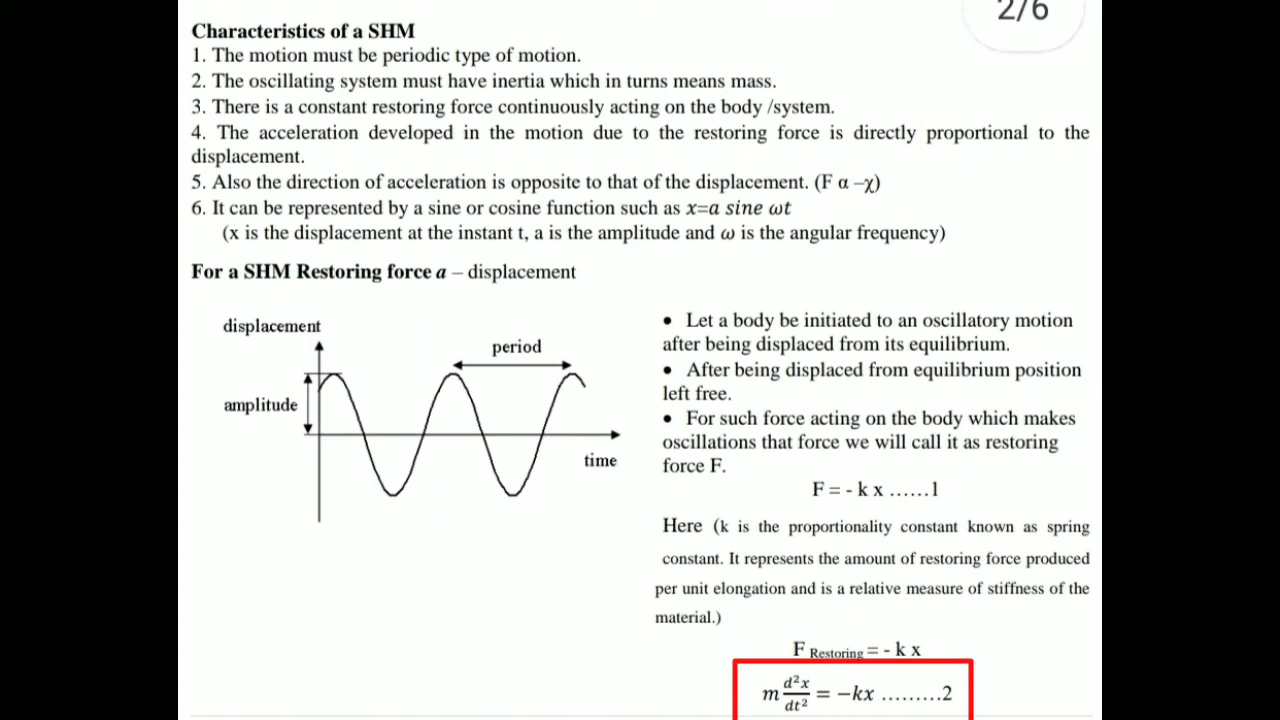 2/6
Characteristics of a SHM
1. The motion must be periodic type of motion.
2. The oscillating system must have inertia which in turns means mass.
3. There is a constant restoring force continuously acting on the body /system.
4. The acceleration developed in the motion due to the restoring force is directly proportional to the
displacement.
5. Also the direction of acceleration is opposite to that of the displacement. (F α –χ)
6. It can be represented by a sine or cosine function such as x=a sine ωt
(x is the displacement at the instant t, a is the amplitude and ω is the angular frequency)
For a SHM Restoring force a – displacement
displacement
period
amplitude
time
• Let a body be initiated to an oscillatory motion
after being displaced from its equilibrium.
• After being displaced from equilibrium position
left free.
• For such force acting on the body which makes
oscillations that force we will call it as restoring
force F.
F = - k x ……1
Here (k is the proportionality constant known as spring
constant. It represents the amount of restoring force produced
per unit elongation and is a relative measure of stiffness of the
material.)
F Restoring = - k x
m d²x/dt² = −kx ………2